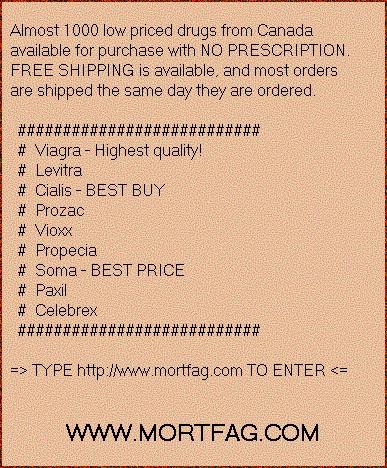 Almost 1000 low priced drugs from Canada
available for purchase with NO PRESCRIPTION.
FREE SHIPPING is available, and most orders
are shipped the same day they are ordered.
###########################
# Viagra - Highest quality!
# Levitra
# Cialis - BEST BUY
# Prozac
# Vioxx
# Propecia
# Soma - BEST PRICE
# Paxil
# Celebrex
###########################
=> TYPE http://www.mortfag.com TO ENTER <=
WWW.MORTFAG.COM